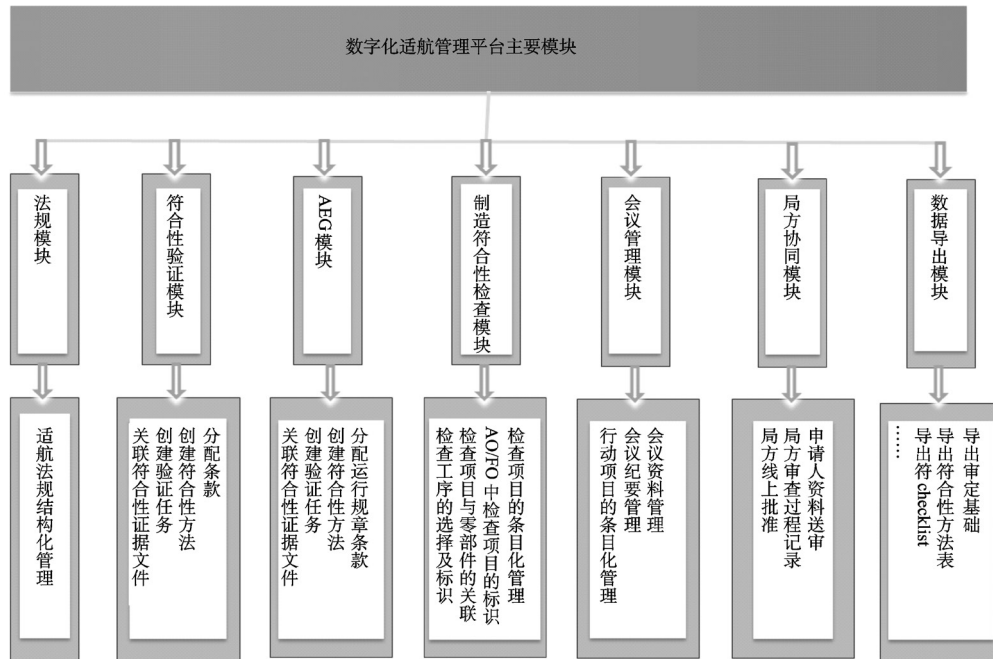 数字化适航管理平台主要模块
法规模块
符合性验证模块
AEG模块
制造符合性检查模块
会议管理模块
局方协同模块
数据导出模块
适航法规结构化管理
分配条款
创建符合性方法
创建验证任务
关联符合性证据文件
分配运行规章条款
创建符合性方法
创建验证任务
关联符合性证据文件
检查项目的条目化管理
AO/FO中检查项目的标识
检查项目与零部件的关联
检查工序的选择及标识
会议资料管理
会议纪要管理
行动项目的条目化管理
申请人资料送审
局方审查过程记录
局方线上批准
导出审定基础
导出符合性方法表
导出符checklist
……